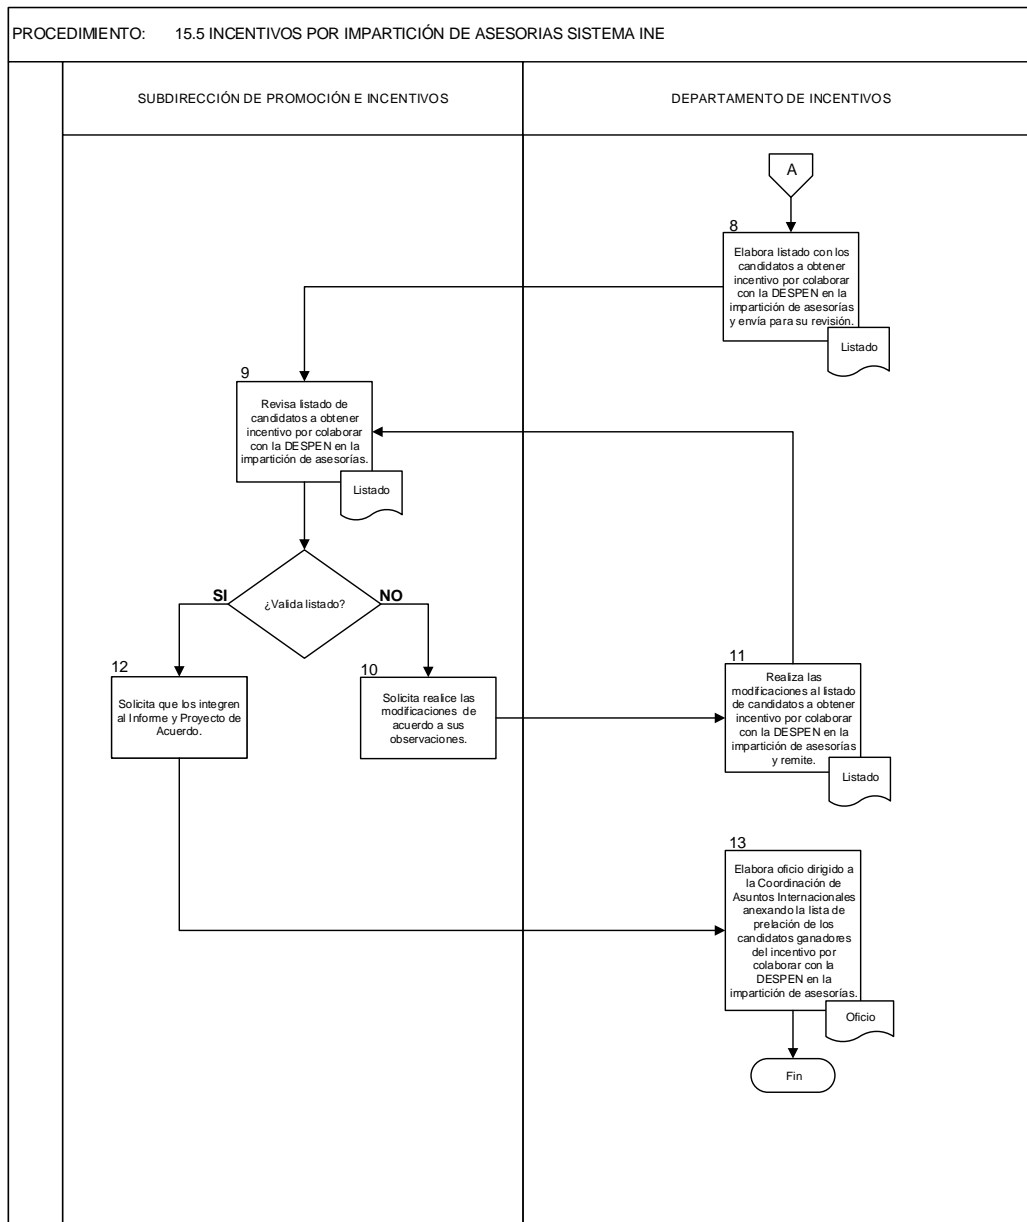 PROCEDIMIENTO: 15.5 INCENTIVOS POR IMPARTICIÓN DE ASESORIAS SISTEMA INE
SUBDIRECCIÓN DE PROMOCIÓN E INCENTIVOS
DEPARTAMENTO DE INCENTIVOS
A
8
Elabora listado con los
candidatos a obtener
incentivo por colaborar
con la DESPEN en la
impartición de asesorías
y envía para su revisión.
Listado
9
Revisa listado de
candidatos a obtener
incentivo por colaborar
con la DESPEN en la
impartición de asesorías.
Listado
¿Valida listado?
SI
NO
12
Solicita que los integren
al Informe y Proyecto de
Acuerdo.
10
Solicita realice las
modificaciones de
acuerdo a sus
observaciones.
11
Realiza las
modificaciones al listado
de candidatos a obtener
incentivo por colaborar
con la DESPEN en la
impartición de asesorías
y remite.
Listado
13
Elabora oficio dirigido a
la Coordinación de
Asuntos Internacionales
anexando la lista de
prelación de los
candidatos ganadores
del incentivo por
colaborar con la
DESPEN en la
impartición de asesorías.
Oficio
Fin